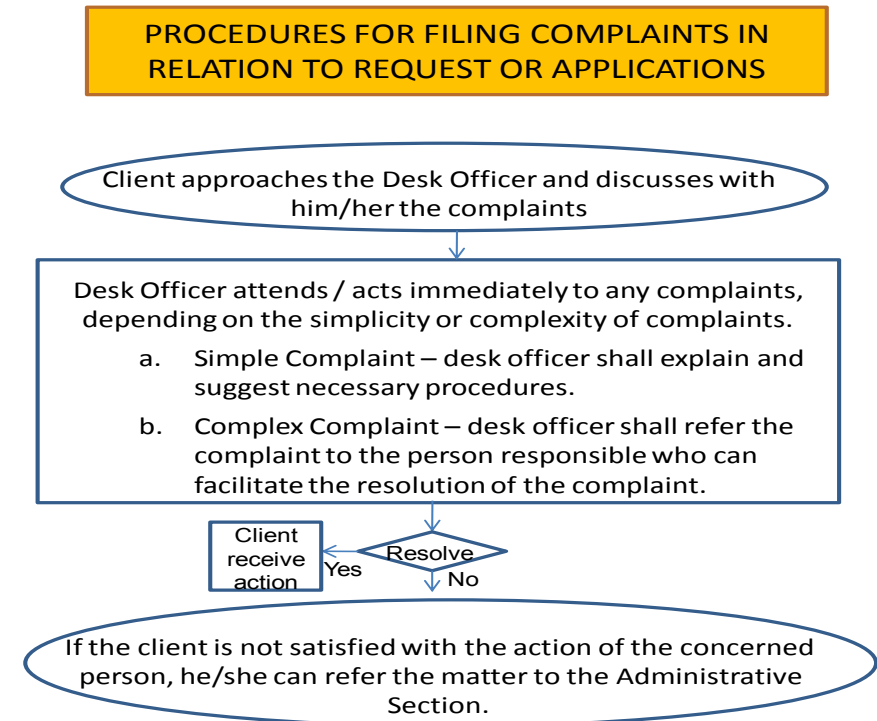 PROCEDURES FOR FILING COMPLAINTS IN
RELATION TO REQUEST OR APPLICATIONS
Client approaches the Desk Officer and discusses with
him/her the complaints
Desk Officer attends / acts immediately to any complaints,
depending on the simplicity or complexity of complaints.
a. Simple Complaint – desk officer shall explain and
suggest necessary procedures.
b. Complex Complaint – desk officer shall refer the
complaint to the person responsible who can
facilitate the resolution of the complaint.
Client
receive
action
Yes
Resolve
No
If the client is not satisfied with the action of the concerned
person, he/she can refer the matter to the Administrative
Section.